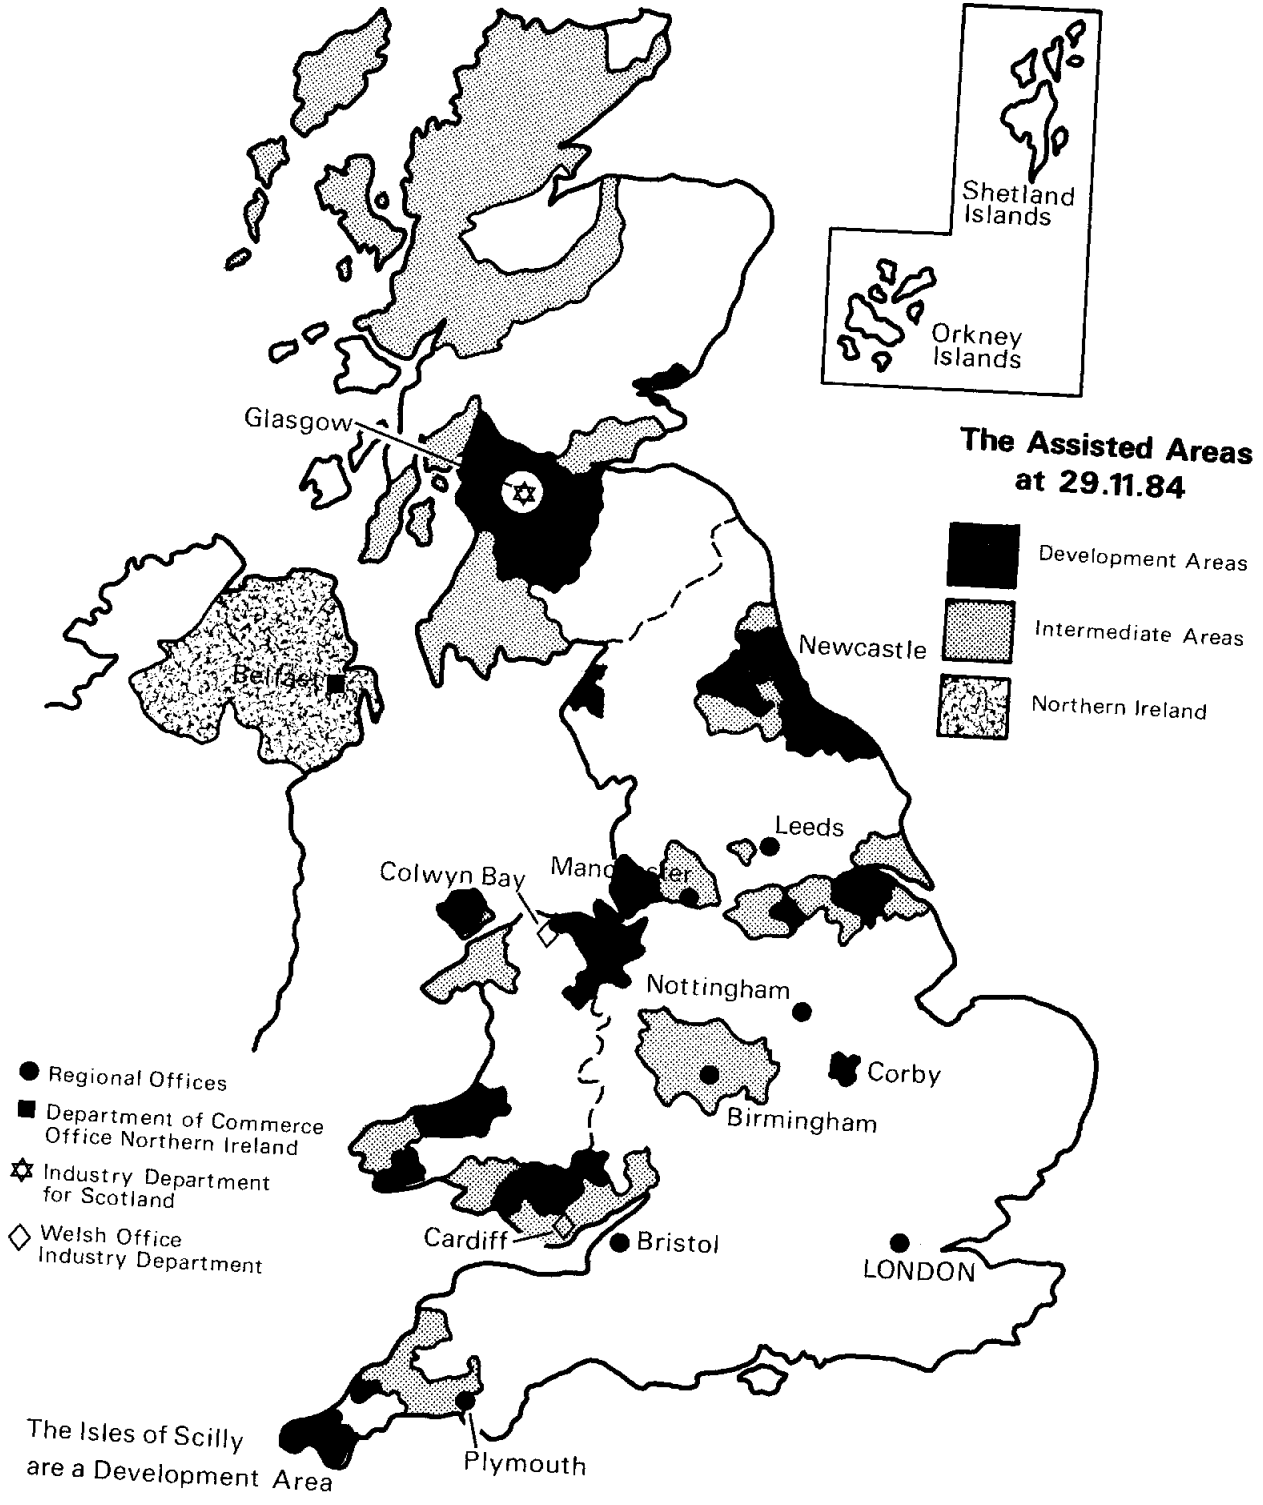 Shetland
Islands
Orkney
Islands
Glasgow
The Assisted Areas
at 29.11.84
Development Areas
Intermediate Areas
Northern Ireland
Newcastle
Belfast
Leeds
Manchester
Colwyn Bay
Nottingham
Corby
Birmingham
Regional Offices
Department of Commerce
Office Northern Ireland
Industry Department
for Scotland
Welsh Office
Industry Department
Cardiff
Bristol
LONDON
The Isles of Scilly
are a Development Area
Plymouth